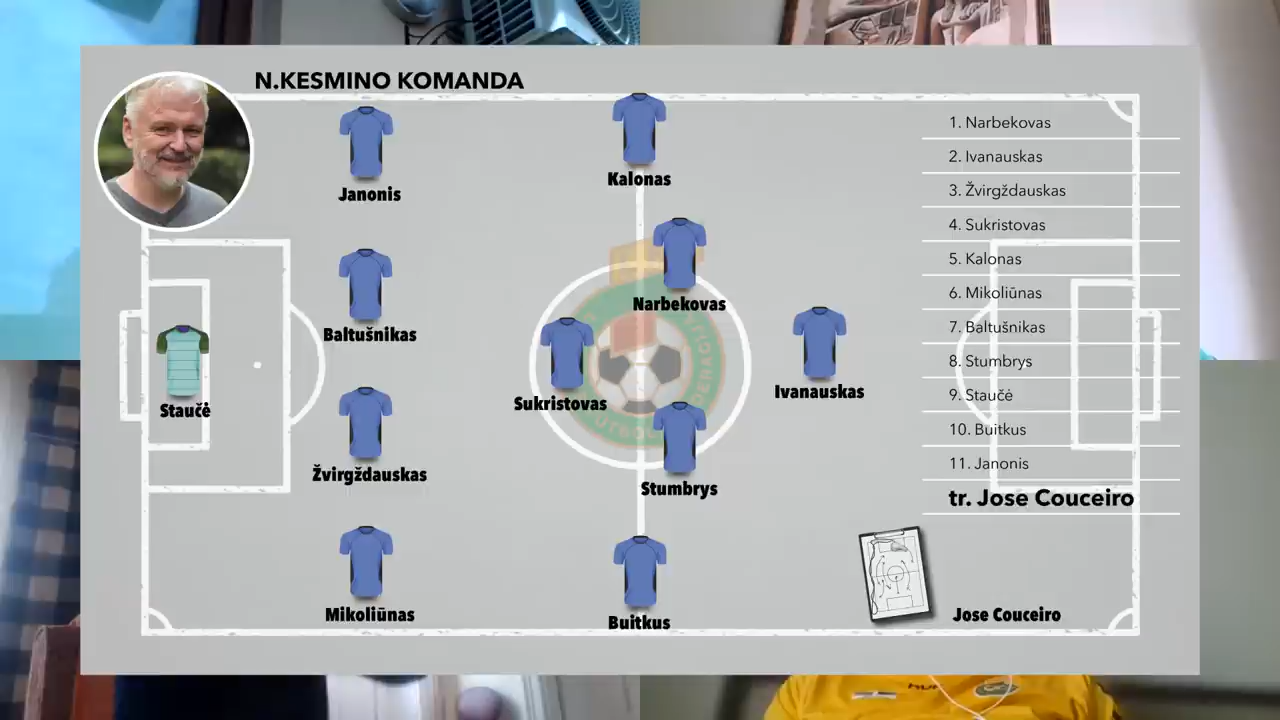 N.KESMINO KOMANDA
Janonis
Kalonas
Baltušnikas
Narbekovas
Staučė
Sukristovas
Ivanauskas
Žvirgždauskas
Stumbrys
Mikoliūnas
Buitkus
1. Narbekovas
2. Ivanauskas
3. Žvirgždauskas
4. Sukristovas
5. Kalonas
6. Mikoliūnas
7. Baltušnikas
8. Stumbrys
9. Staučė
10. Buitkus
11. Janonis
tr. Jose Couceiro
Jose Couceiro